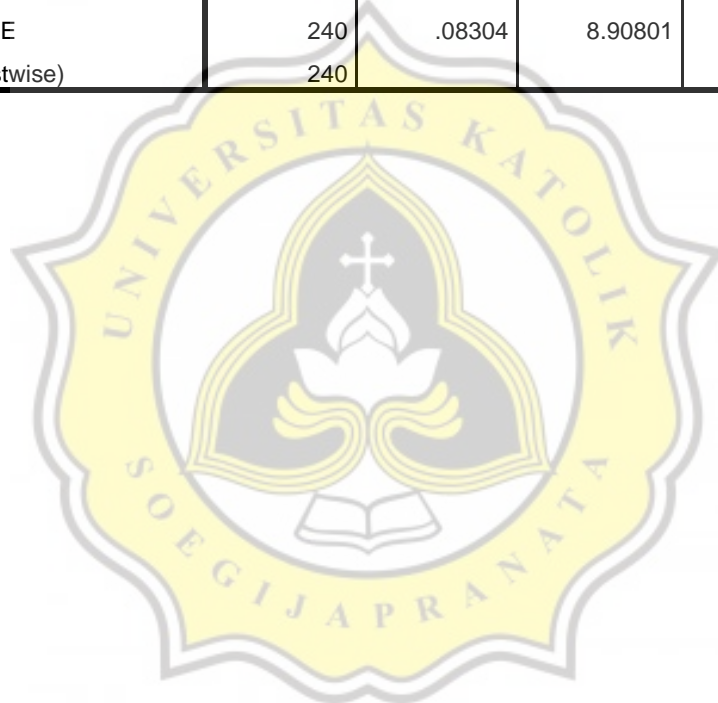 E 240 .08304 8.90801
twise) 240
UNIVERSITAS KATOLIK
SOEGIJAPRANATA